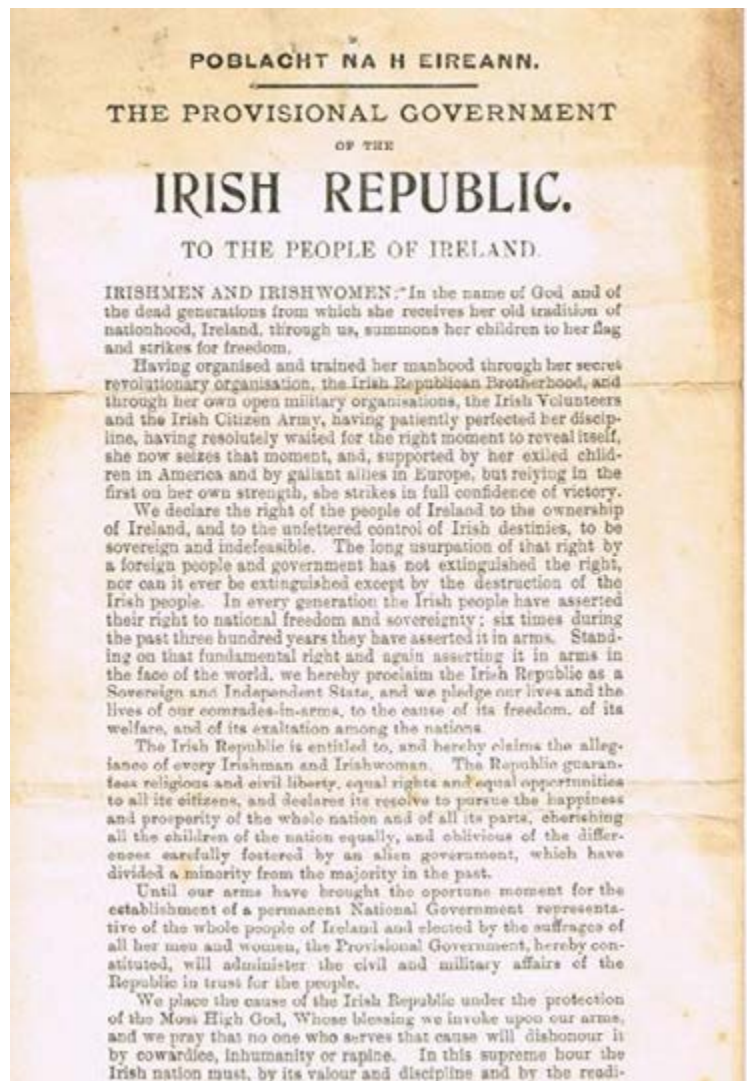 POBLACHT NA H EIREANN.
THE PROVISIONAL GOVERNMENT
OF THE
IRISH REPUBLIC.
TO THE PEOPLE OF IRELAND.
IRISHMEN AND IRISHWOMEN: In the name of God and of
the dead generations from which she receives her old tradition of
nationhood, Ireland, through us, summons her children to her flag
and strikes for freedom.
Having organised and trained her manhood through her secret
revolutionary organisation, the Irish Republican Brotherhood, and
through her own open military organisations, the Irish Volunteers
and the Irish Citizen Army, having patiently perfected her discip-
line, having resolutely waited for the right moment to reveal itself,
she now seizes that moment, and, supported by her exiled child-
ren in America and by gallant allies in Europe, but relying in the
first on her own strength, she strikes in full confidence of victory.
We declare the right of the people of Ireland to the ownership
of Ireland, and to the unfettered control of Irish destinies, to be
sovereign and indefeasible. The long usurpation of that right by
a foreign people and government has not extinguished the right,
nor can it ever be extinguished except by the destruction of the
Irish people. In every generation the Irish people have asserted
their right to national freedom and sovereignty; six times during
the past three hundred years they have asserted it in arms. Stand-
ing on that fundamental right and again asserting it in arms in
the face of the world, we hereby proclaim the Irish Republic as a
Sovereign and Independent State, and we pledge our lives and the
lives of our comrades-in-arms, to the cause of its freedom, of its
welfare, and of its exaltation among the nations.
The Irish Republic is entitled to, and hereby claims the alleg-
iance of every Irishman and Irishwoman. The Republic guaran-
tees religious and civil liberty, equal rights and equal opportunities
to all its citizens, and declares its resolve to pursue the happiness
and prosperity of the whole nation and of all its parts, cherishing
all the children of the nation equally, and oblivious of the differ-
ences carefully fostered by an alien government, which have
divided a minority from the majority in the past.
Until our arms have brought the oportune moment for the
establishment of a permanent National Government representa-
tive of the whole people of Ireland and elected by the suffrages of
all her men and women, the Provisional Government, hereby con-
stituted, will administer the civil and military affairs of the
Republic in trust for the people.
We place the cause of the Irish Republic under the protection
of the Most High God, Whose blessing we invoke upon our arms,
and we pray that no one who serves that cause will dishonour it
by cowardice, inhumanity or rapine. In this supreme hour the
Irish nation must, by its valour and discipline and by the readi-